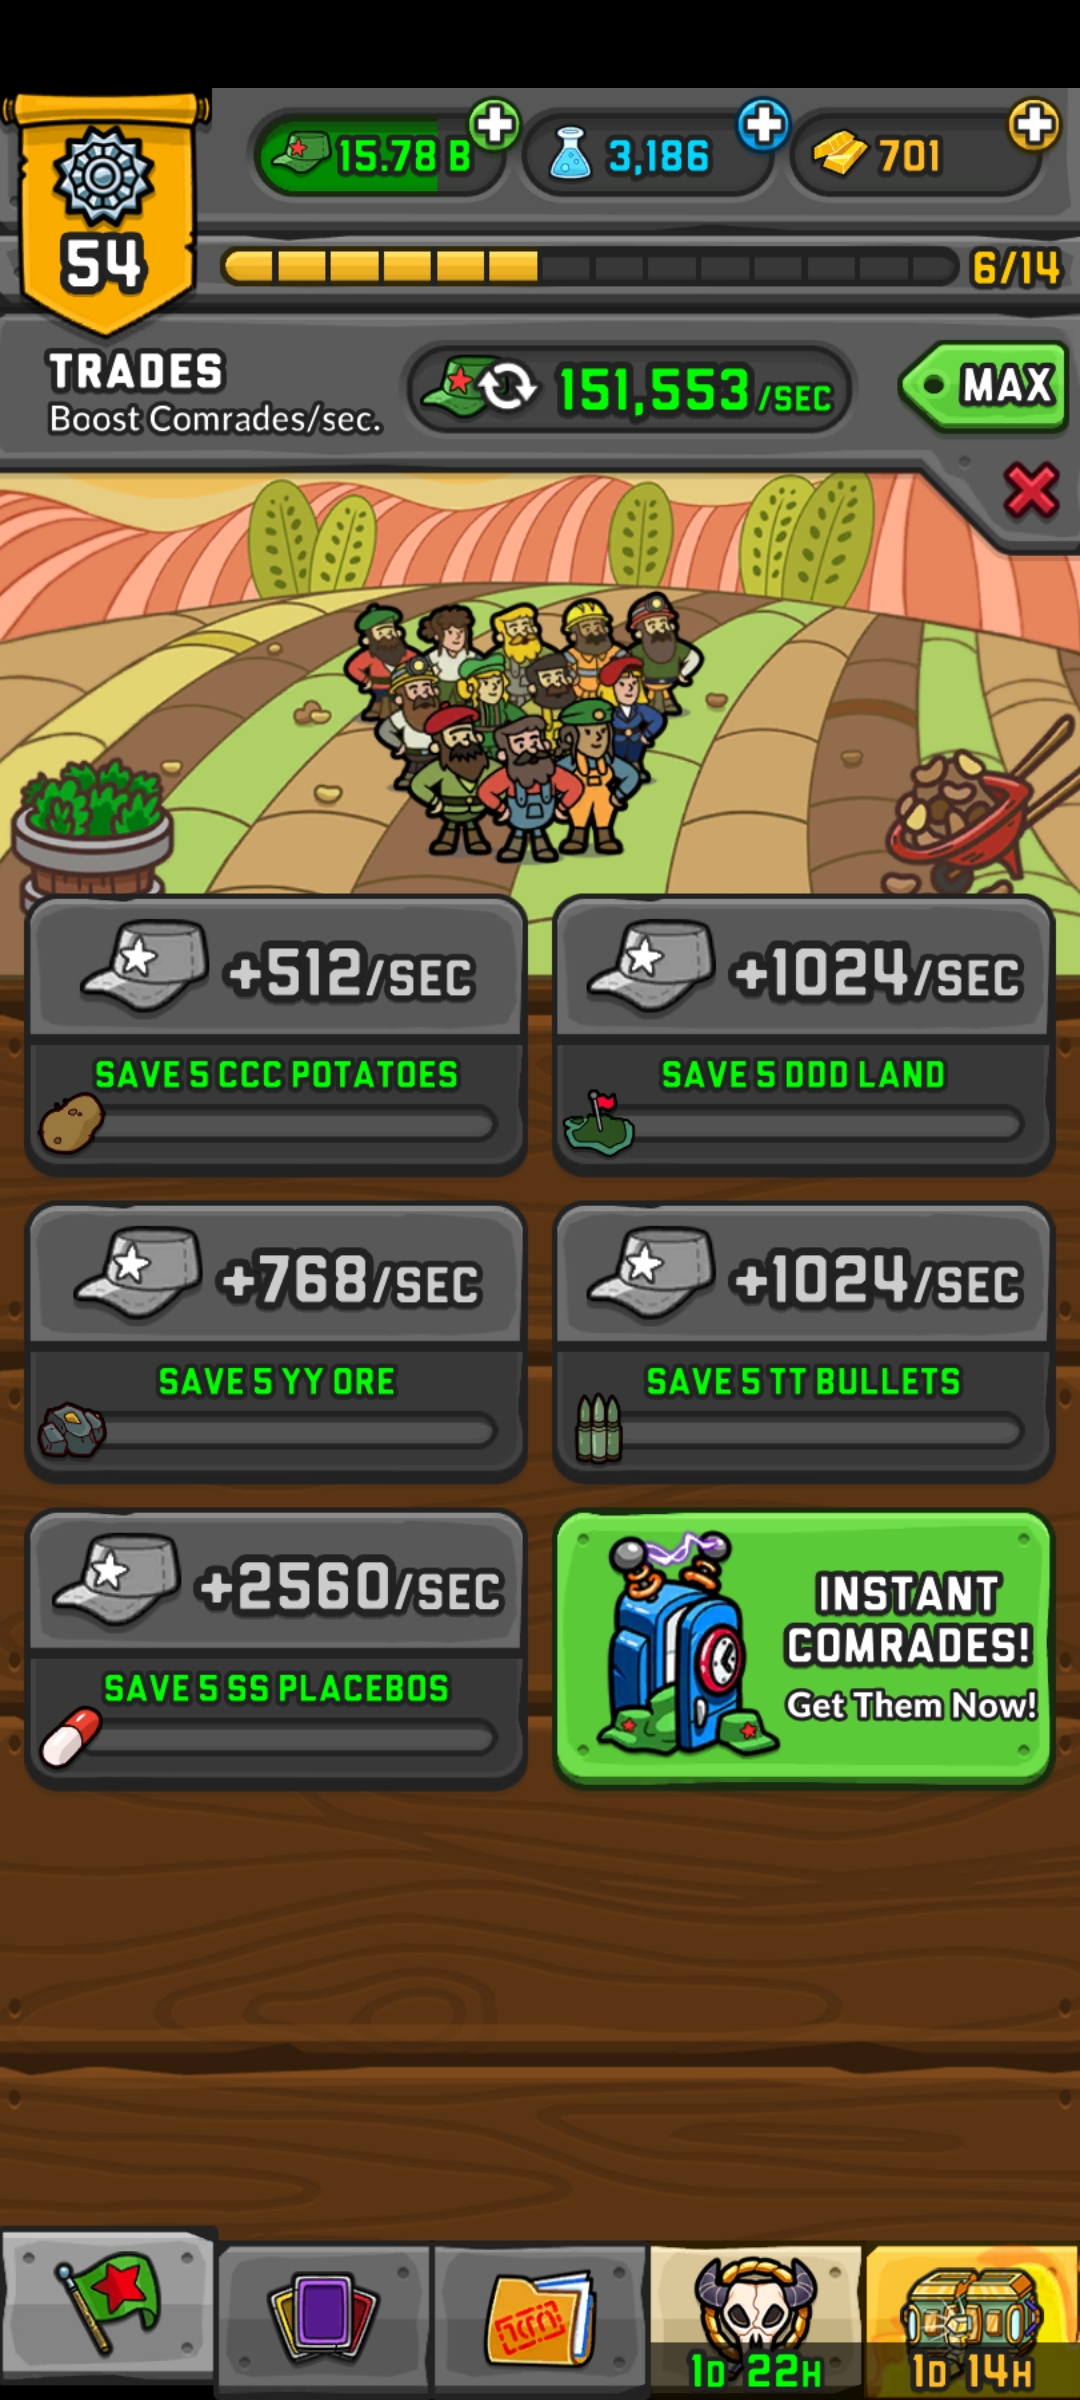 54
15.78 B
3,186
701
6/14
TRADES
Boost Comrades/sec.
151,553/SEC
MAX
+512/SEC
SAVE 5 CCC POTATOES
+1024/SEC
SAVE 5 DDD LAND
+768/SEC
SAVE 5 YY ORE
+1024/SEC
SAVE 5 TT BULLETS
+2560/SEC
SAVE 5 SS PLACEBOS
INSTANT
COMRADES!
Get Them Now!
1D 22H
1D 14H